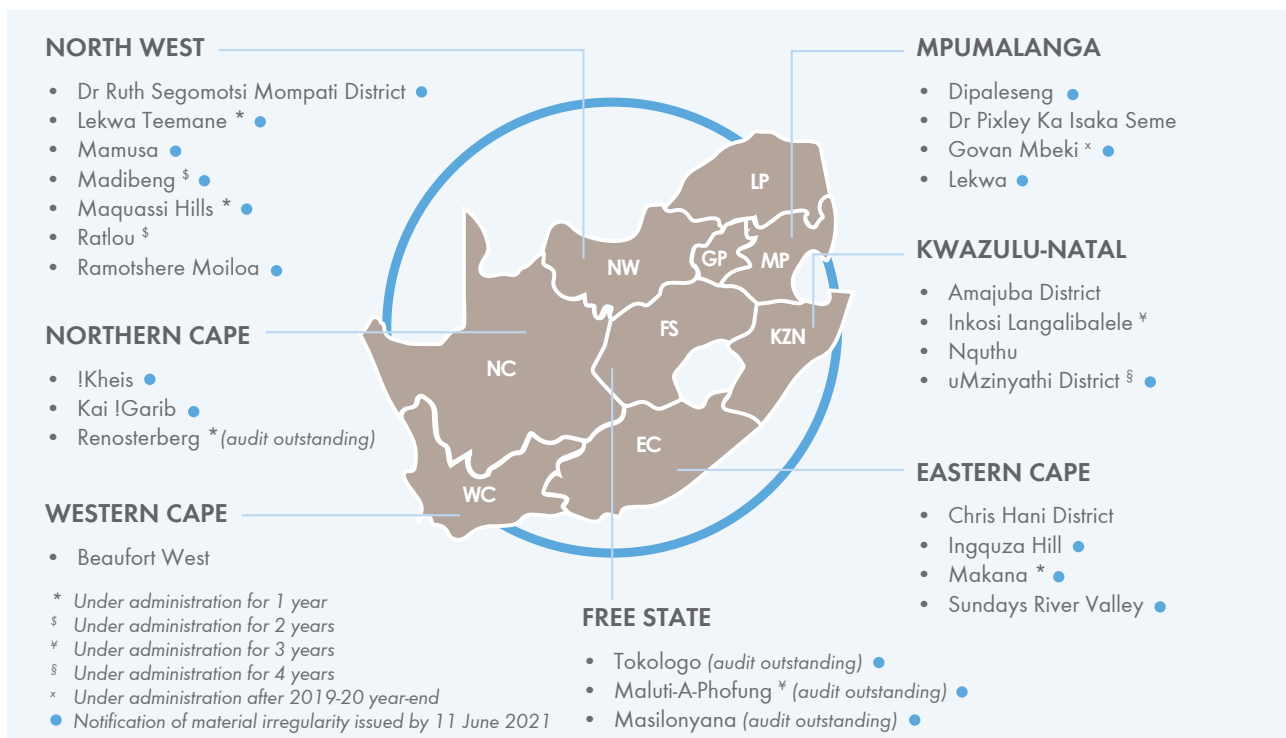 NORTH WEST
• Dr Ruth Segomotsi Mompati District ●
• Lekwa Teemane * ●
• Mamusa ●
• Madibeng $ ●
• Maquassi Hills * ●
• Ratlou $
• Ramotshere Moiloa ●
NORTHERN CAPE
• !Kheis ●
• Kai !Garib ●
• Renosterberg * (audit outstanding)
WESTERN CAPE
• Beaufort West
* Under administration for 1 year
$ Under administration for 2 years
¥ Under administration for 3 years
§ Under administration for 4 years
x Under administration after 2019-20 year-end
● Notification of material irregularity issued by 11 June 2021
LP
NW
GP
MP
FS
KZN
NC
EC
WC
FREE STATE
• Tokologo (audit outstanding) ●
• Maluti-A-Phofung ¥ (audit outstanding) ●
• Masilonyana (audit outstanding) ●
MPUMALANGA
• Dipaleseng ●
• Dr Pixley Ka Isaka Seme
• Govan Mbeki x ●
• Lekwa ●
KWAZULU-NATAL
• Amajuba District
• Inkosi Langalibalele ¥
• Nquthu
• uMzinyathi District § ●
EASTERN CAPE
• Chris Hani District
• Ingquza Hill ●
• Makana * ●
• Sundays River Valley ●